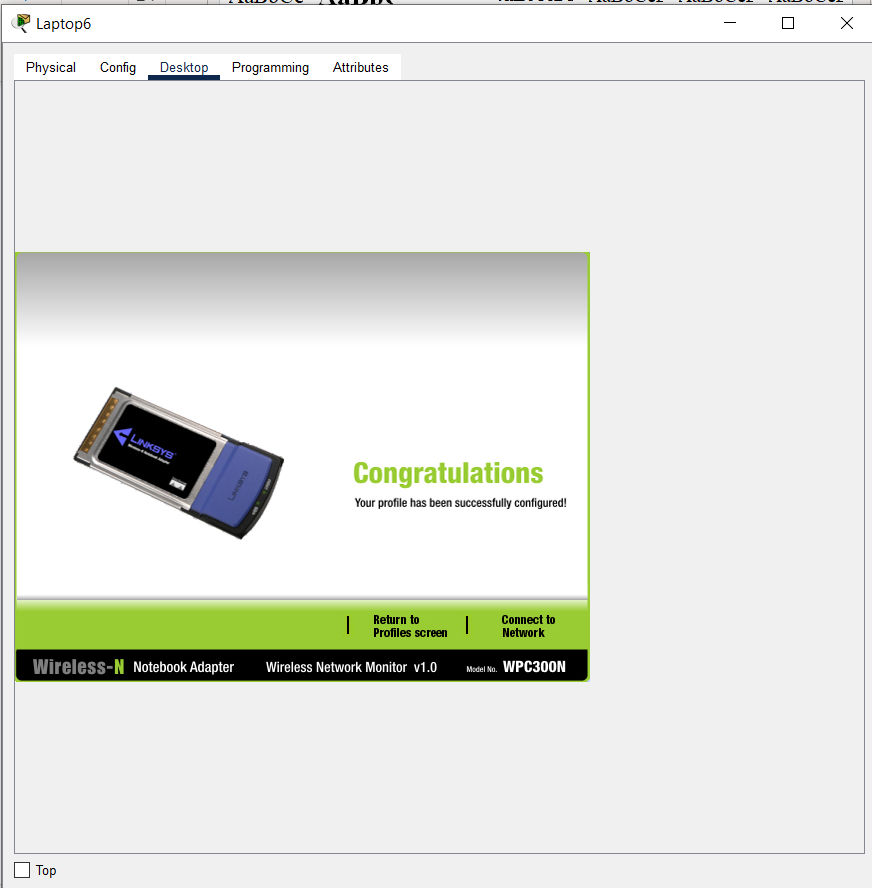 Laptop6
Physical Config Desktop Programming Attributes
LINKSYS
Congratulations
Your profile has been successfully configured!
Return to
Profiles screen
Connect to
Network
Wireless-N Notebook Adapter Wireless Network Monitor v1.0 Model No. WPC300N
Top